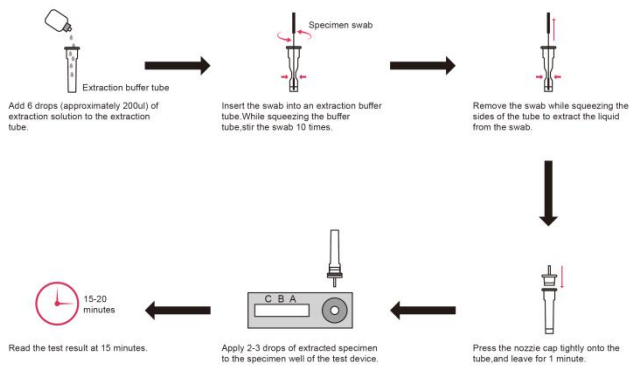 Specimen swab
Extraction buffer tube
Add 6 drops (approximately 200ul) of
extraction solution to the extraction
tube.
Insert the swab into an extraction buffer
tube.While squeezing the buffer
tube,stir the swab 10 times.
Remove the swab while squeezing the
sides of the tube to extract the liquid
from the swab.
15-20
minutes
C B A
Read the test result at 15 minutes.
Apply 2-3 drops of extracted specimen
to the specimen well of the test device.
Press the nozzle cap tightly onto the
tube,and leave for 1 minute.